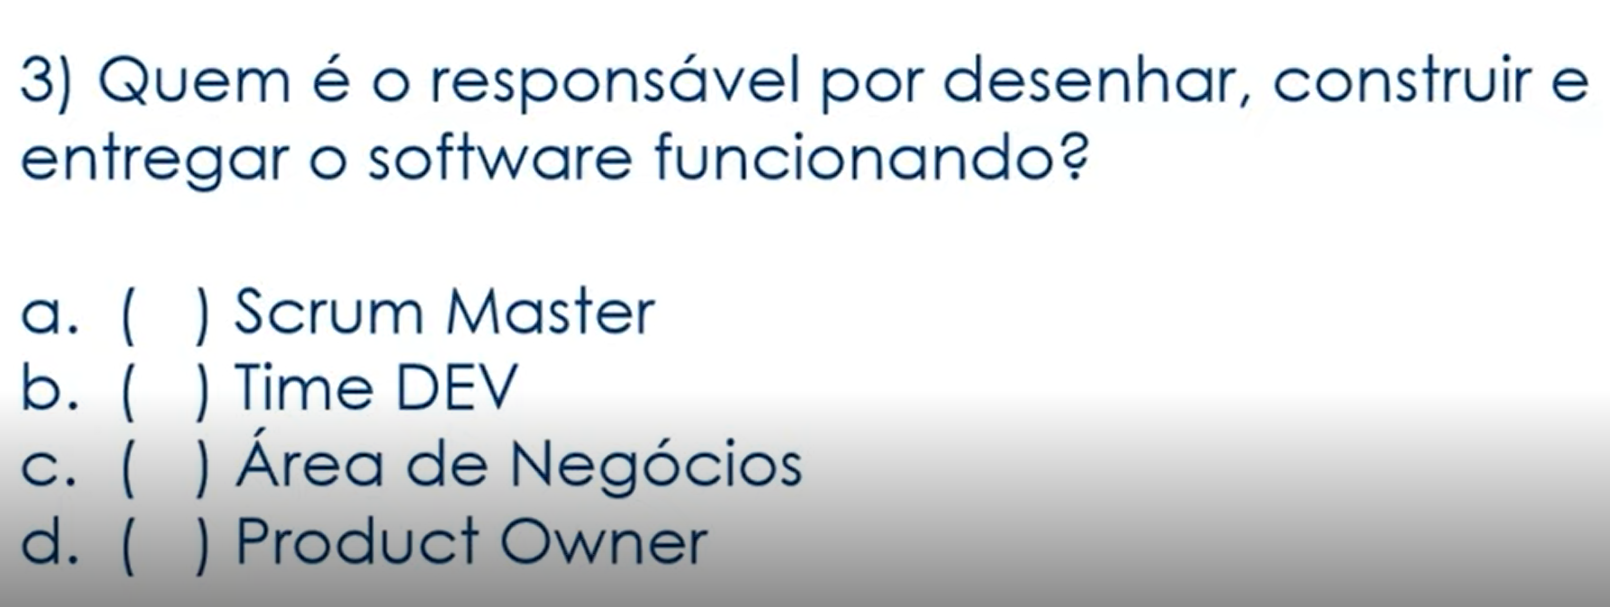 3) Quem é o responsável por desenhar, construir e
entregar o software funcionando?
a. ( ) Scrum Master
b. ( ) Time DEV
c. ( ) Área de Negócios
d. ( ) Product Owner